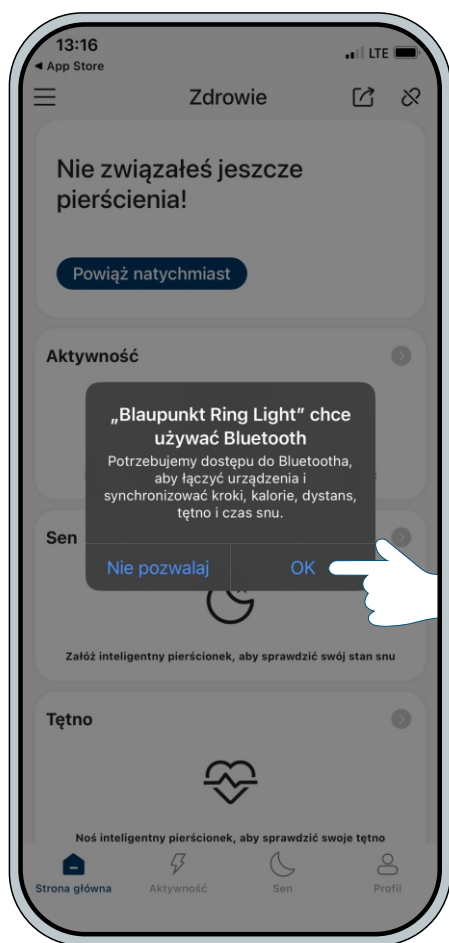 13:16
LTE
App Store
Zdrowie
Nie związałeś jeszcze
pierścienia!
Powiąż natychmiast
Aktywność
„Blaupunkt Ring Light” chce
używać Bluetooth
Potrzebujemy dostępu do Bluetootha,
aby łączyć urządzenia i
synchronizować kroki, kalorie, dystans,
tętno i czas snu.
Nie pozwalaj
OK
Sen
Załóż inteligentny pierścionek, aby sprawdzić swój stan snu
Tętno
Noś inteligentny pierścionek, aby sprawdzić swoje tętno
Strona główna
Aktywność
Sen
Profil